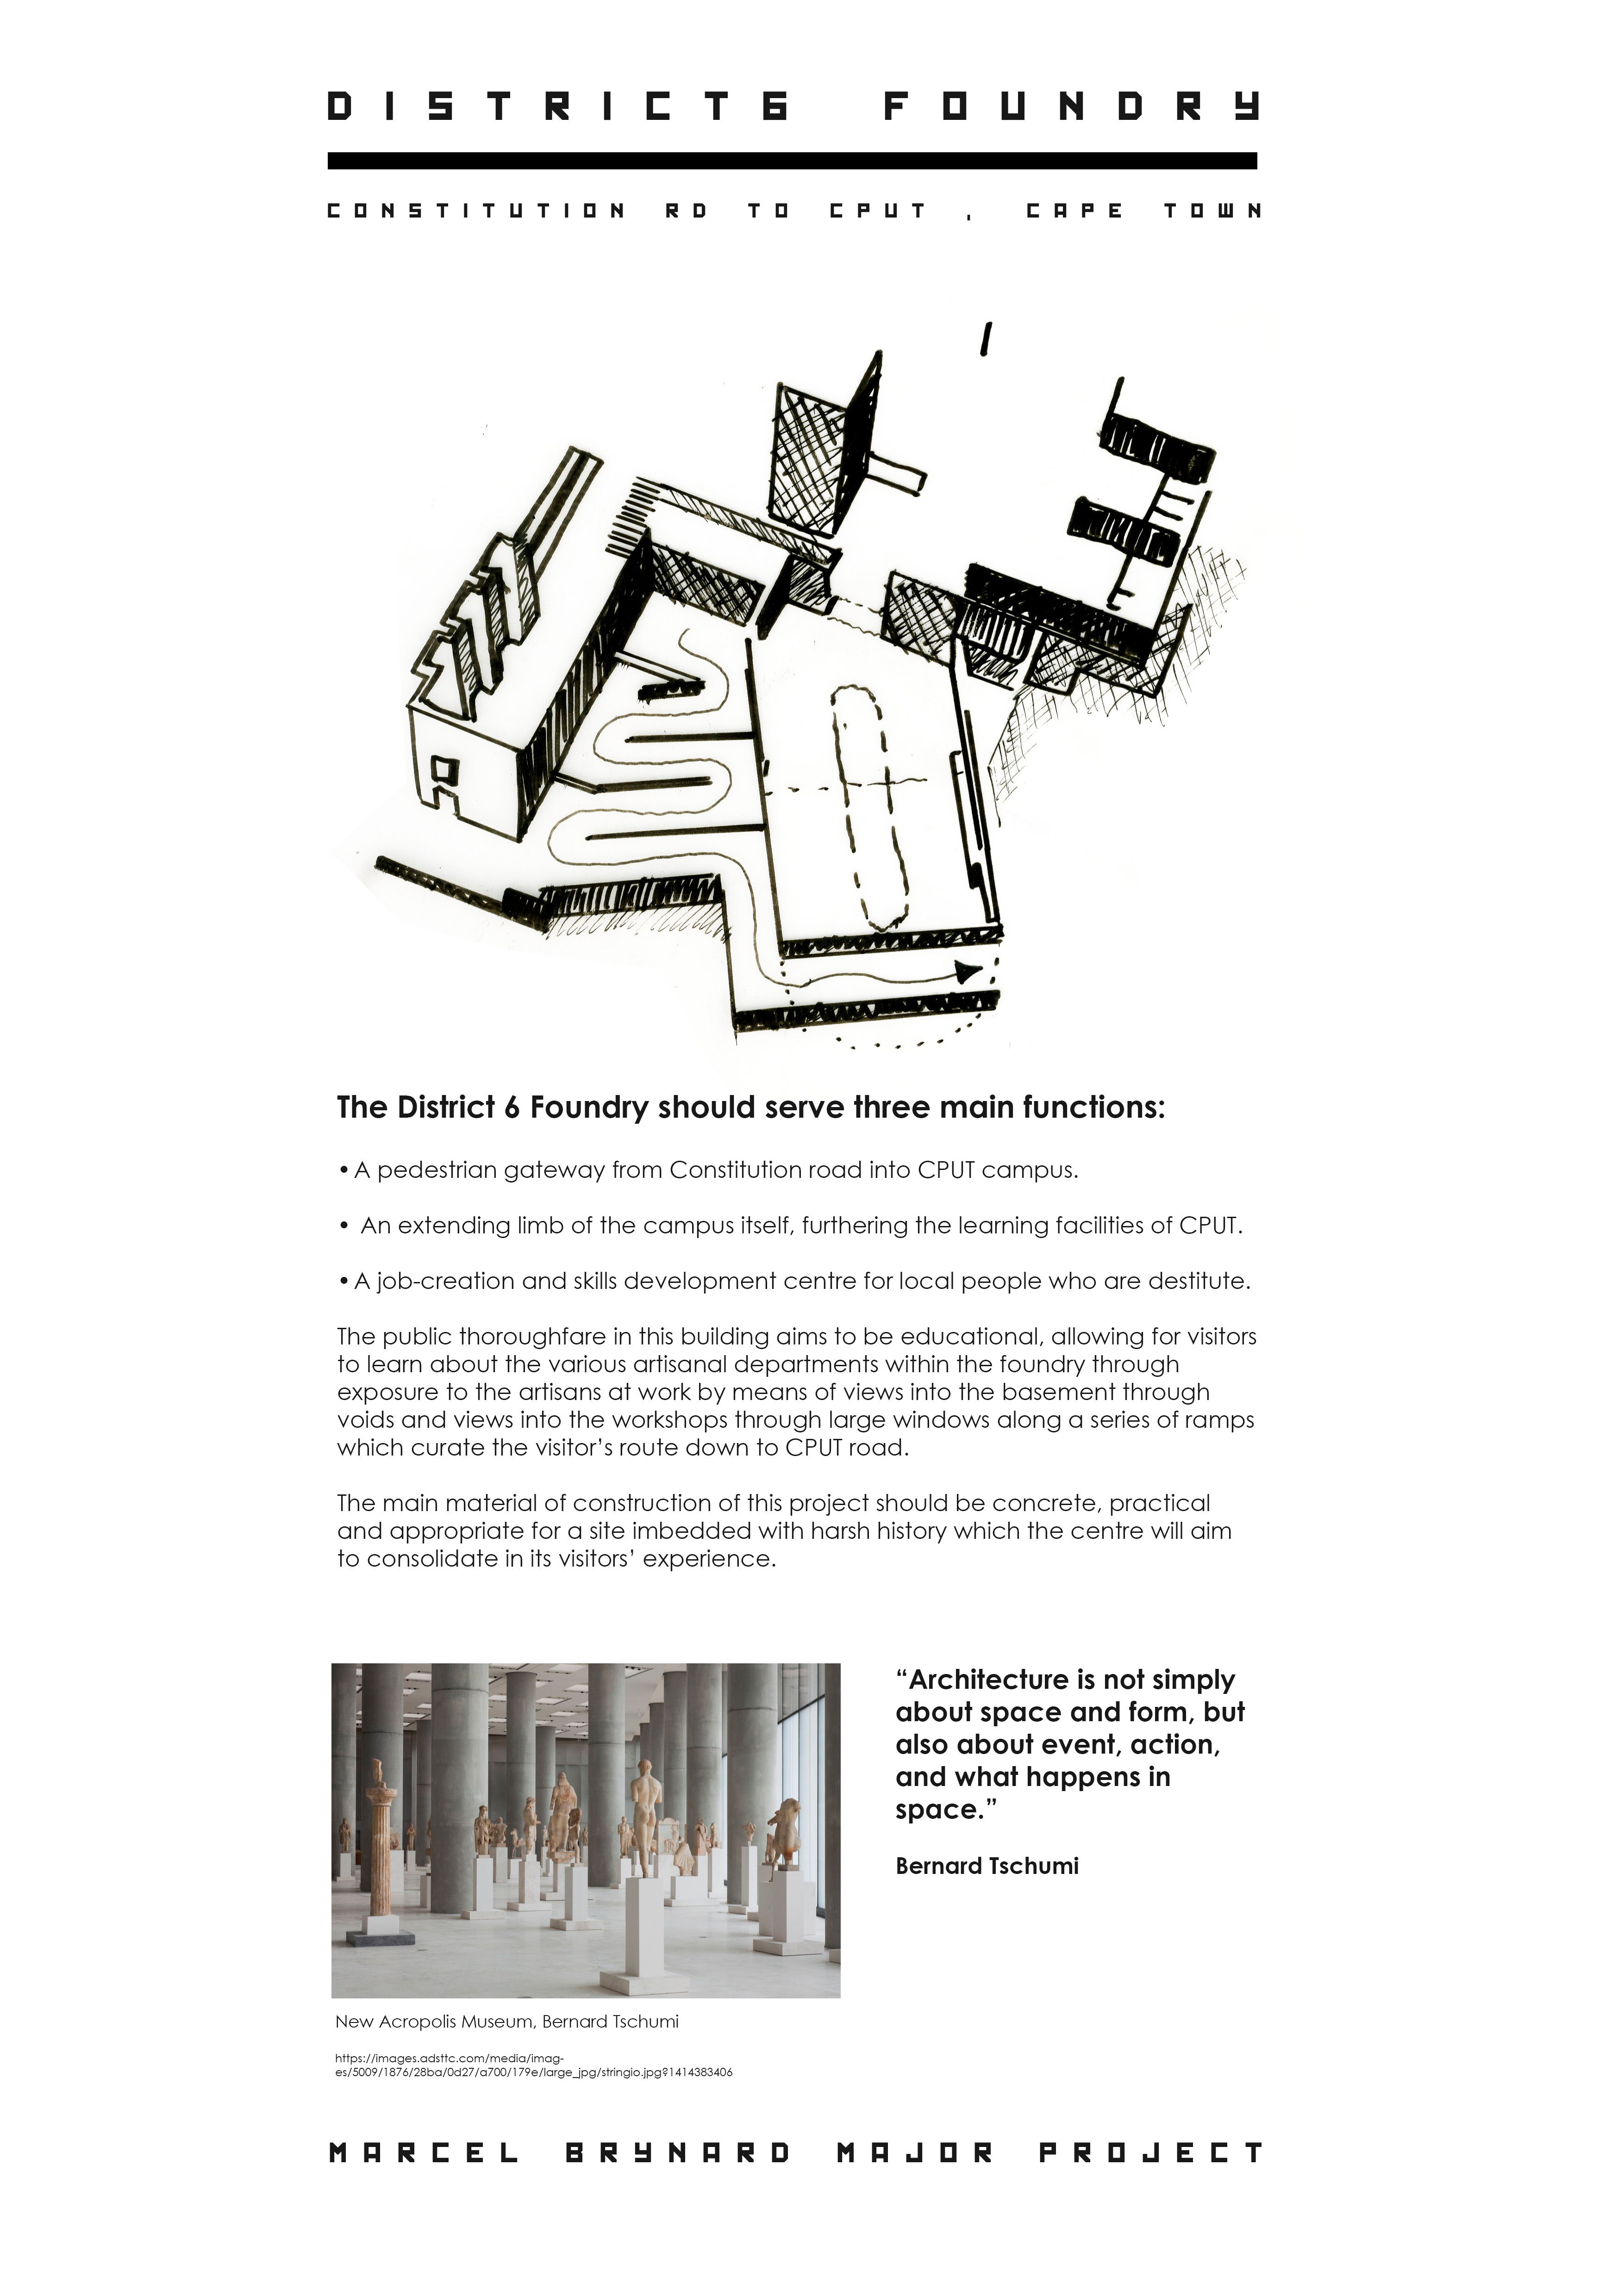 DISTRICT6 FOUNDRY
CONSTITUTION RD TO CPUT , CAPE TOWN
The District 6 Foundry should serve three main functions:
• A pedestrian gateway from Constitution road into CPUT campus.
• An extending limb of the campus itself, furthering the learning facilities of CPUT.
• A job-creation and skills development centre for local people who are destitute.
The public thoroughfare in this building aims to be educational, allowing for visitors
to learn about the various artisanal departments within the foundry through
exposure to the artisans at work by means of views into the basement through
voids and views into the workshops through large windows along a series of ramps
which curate the visitor’s route down to CPUT road.
The main material of construction of this project should be concrete, practical
and appropriate for a site imbedded with harsh history which the centre will aim
to consolidate in its visitors’ experience.
“Architecture is not simply
about space and form, but
also about event, action,
and what happens in
space.”
Bernard Tschumi
New Acropolis Museum, Bernard Tschumi
https://images.adsttc.com/media/imag-
es/5009/1876/28ba/0d27/a700/179e/large_jpg/stringio.jpg?1414383406
MARCEL BRYNARD MAJOR PROJECT